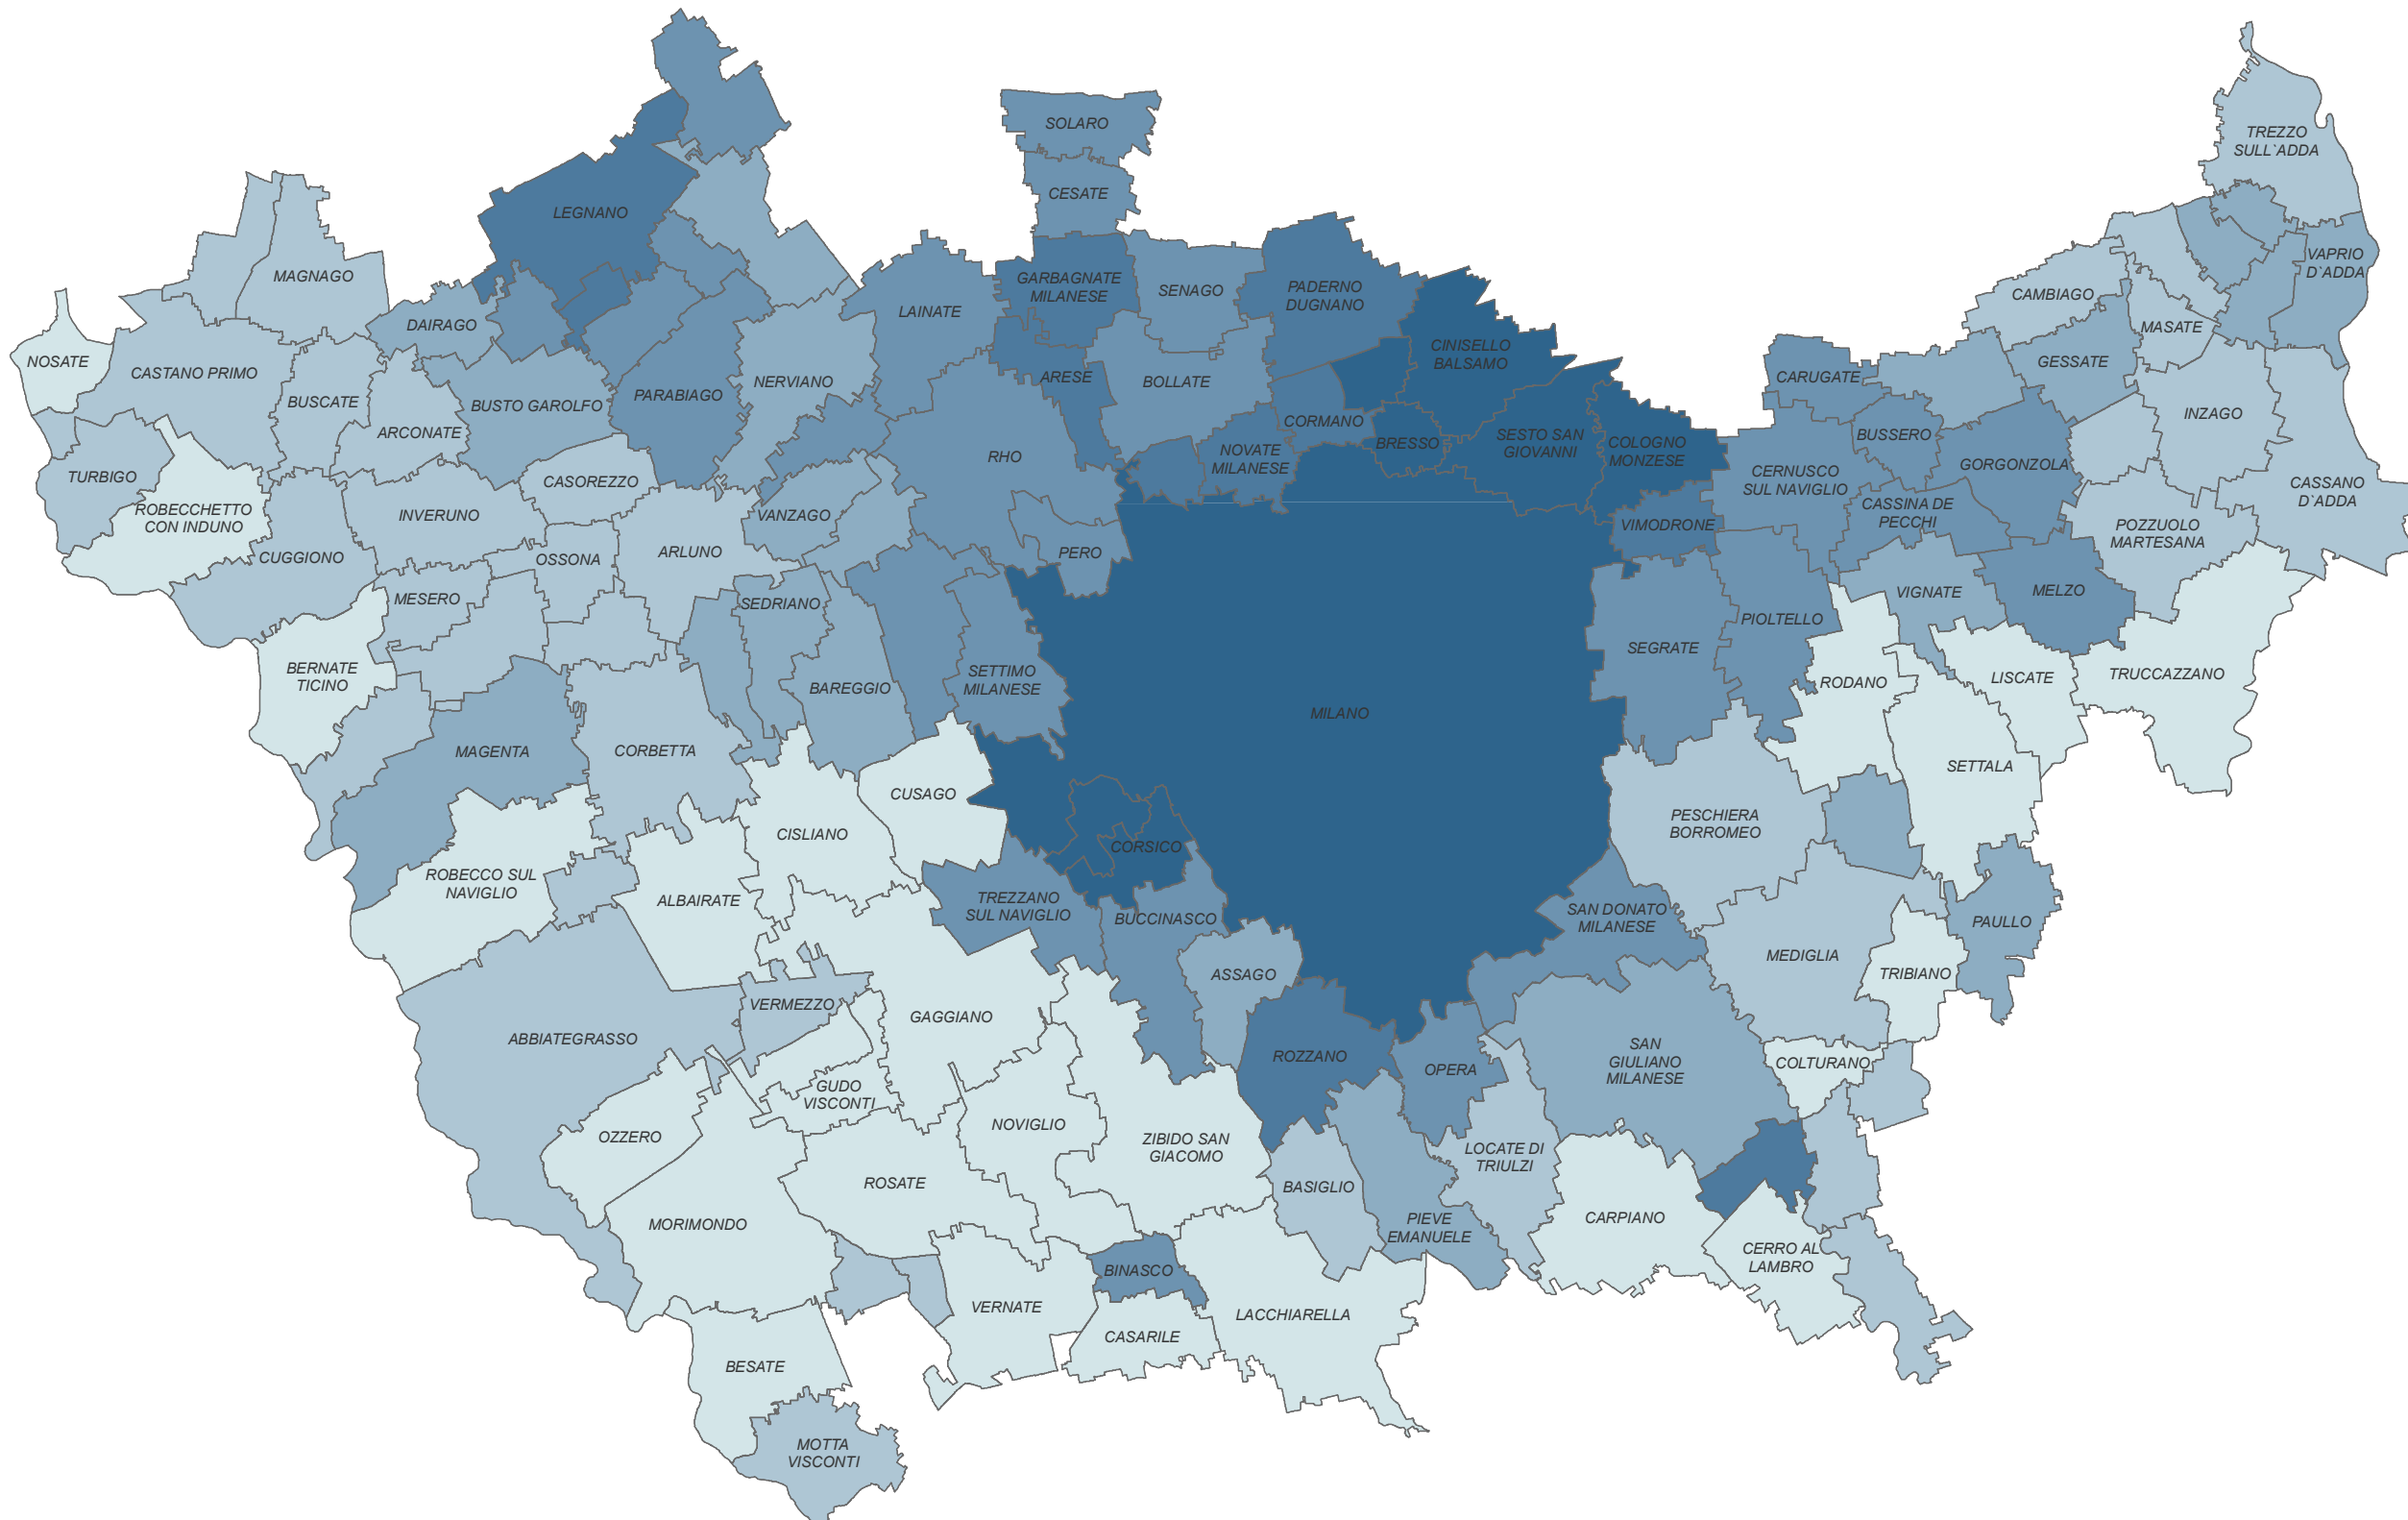 SOLARO
TREZZO
SULL`ADDA
CESATE
LEGNANO
MAGNAGO
GARBAGNATE
MILANESE
SENAGO
PADERNO
DUGNANO
VAPRIO
D`ADDA
CAMBIAGO
LAINATE
DAIRAGO
MASATE
CINISELLO
BALSAMO
NOSATE
CASTANO PRIMO
GESSATE
ARESE
BOLLATE
CARUGATE
NERVIANO
PARABIAGO
BUSCATE
BUSTO GAROLFO
INZAGO
CORMANO
ARCONATE
BRESSO
SESTO SAN
GIOVANNI
COLOGNO
MONZESE
BUSSERO
NOVATE
MILANESE
RHO
GORGONZOLA
CERNUSCO
SUL NAVIGLIO
TURBIGO
CASOREZZO
CASSANO
D`ADDA
ROBECCHETTO
CON INDUNO
INVERUNO
VANZAGO
CASSINA DE
PECCHI
VIMODRONE
POZZUOLO
MARTESANA
CUGGIONO
OSSONA
ARLUNO
PERO
MESERO
SEDRIANO
VIGNATE
MELZO
PIOLTELLO
SEGRATE
BERNATE
TICINO
SETTIMO
MILANESE
BAREGGIO
RODANO
LISCATE
TRUCCAZZANO
MILANO
MAGENTA
CORBETTA
SETTALA
CUSAGO
PESCHIERA
BORROMEO
CISLIANO
CORSICO
ROBECCO SUL
NAVIGLIO
ALBAIRATE
TREZZANO
SUL NAVIGLIO
BUCCINASCO
SAN DONATO
MILANESE
PAULLO
MEDIGLIA
ASSAGO
TRIBIANO
VERMEZZO
GAGGIANO
ABBIATEGRASSO
ROZZANO
SAN
GIULIANO
MILANESE
OPERA
COLTURANO
GUDO
VISCONTI
OZZERO
NOVIGLIO
ZIBIDO SAN
GIACOMO
LOCATE DI
TRIULZI
ROSATE
BASIGLIO
MORIMONDO
CARPIANO
PIEVE
EMANUELE
CERRO AL
LAMBRO
BINASCO
VERNATE
LACCHIARELLA
CASARILE
BESATE
MOTTA
VISCONTI